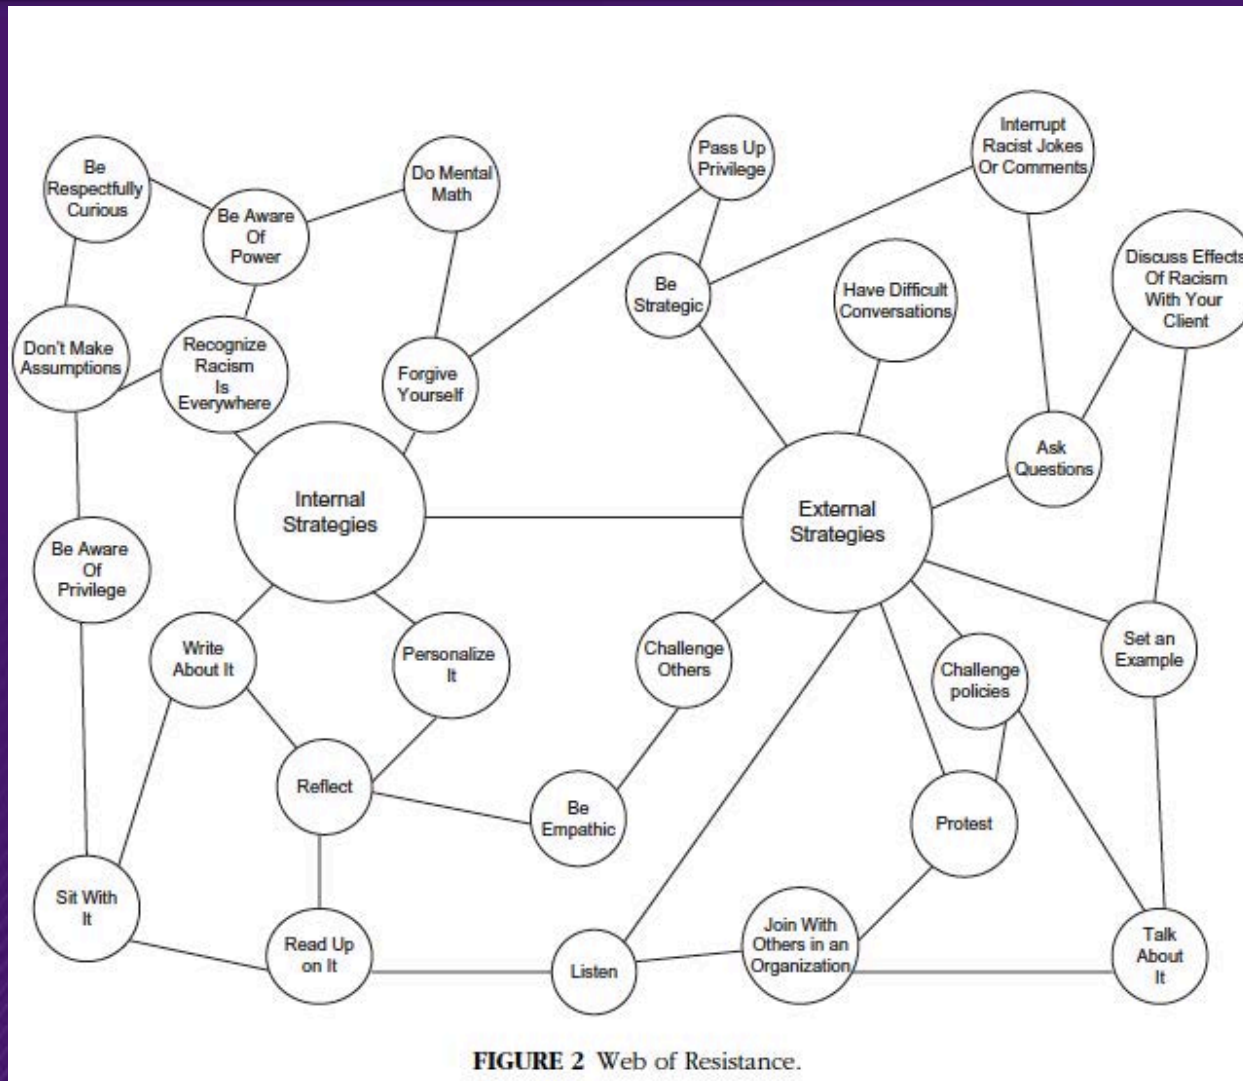 Be
Respectfully
Curious
Be Aware
Of
Power
Do Mental
Math
Pass Up
Privilege
Interrupt
Racist Jokes
Or Comments
Don't Make
Assumptions
Recognize
Racism
Is
Everywhere
Forgive
Yourself
Be
Strategic
Have Difficult
Conversations
Discuss Effects
Of Racism
With Your
Client
Internal
Strategies
External
Strategies
Ask
Questions
Be Aware
Of
Privilege
Write
About It
Personalize
It
Challenge
Others
Challenge
policies
Set an
Example
Reflect
Be
Empathic
Protest
Sit With
It
Read Up
on It
Listen
Join With
Others in an
Organization
Talk
About
It
FIGURE 2 Web of Resistance.